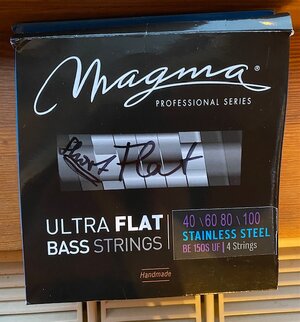 Magma®
PROFESSIONAL SERIES
Flat
ULTRA FLAT
BASS STRINGS
40 \60 80 \100
STAINLESS STEEL
BE 150S UF | 4 Strings
Handmade